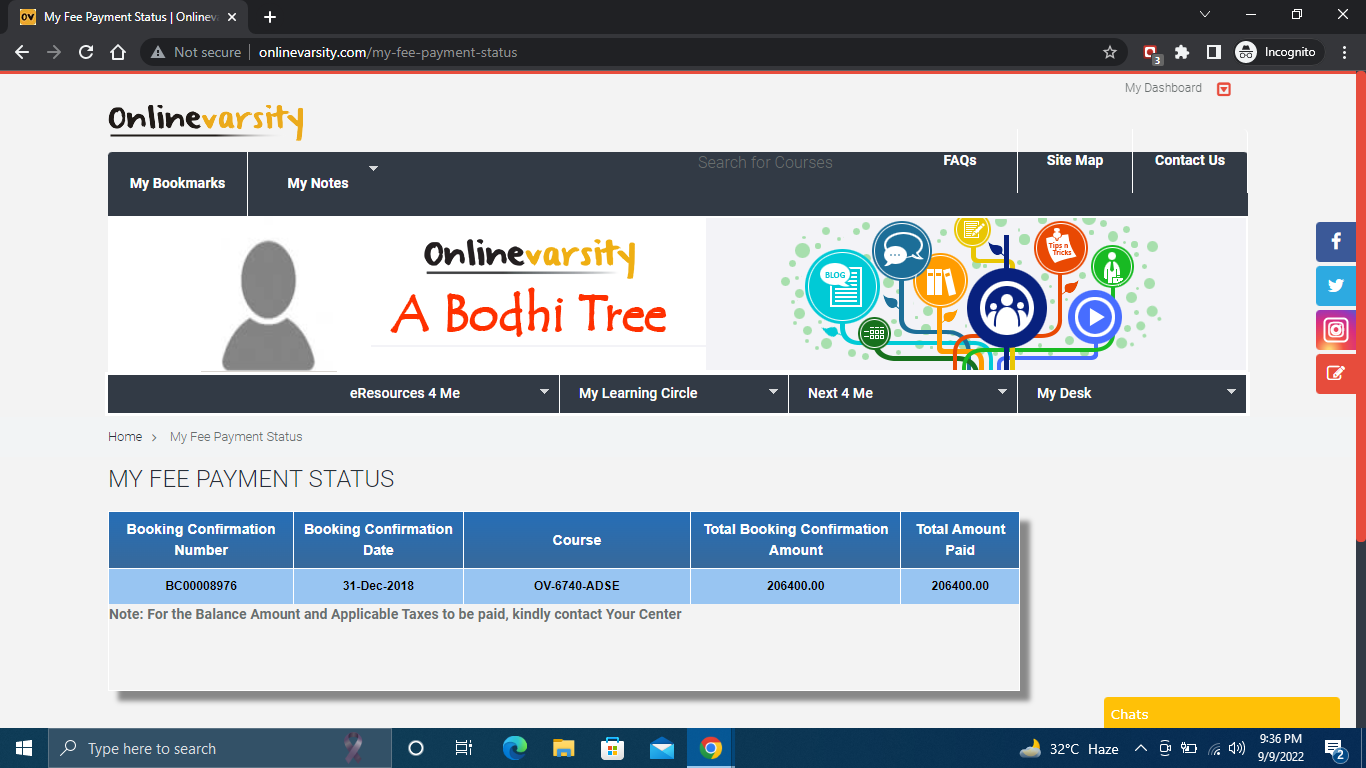 My Fee Payment Status | Onlinev
Not secure
onlinevarsity.com/my-fee-payment-status
3
Incognito
My Dashboard
Onlinevarsity
My Bookmarks
My Notes
Search for Courses
FAQs
Site Map
Contact Us
Onlinevarsity
A Bodhi Tree
BLOG
Tips n
Tricks
eResources 4 Me
My Learning Circle
Next 4 Me
My Desk
Home > My Fee Payment Status
MY FEE PAYMENT STATUS
Booking Confirmation
Number
Booking Confirmation
Date
Course
Total Booking Confirmation
Amount
Total Amount
Paid
BC00008976 31-Dec-2018 OV-6740-ADSE 206400.00 206400.00
Note: For the Balance Amount and Applicable Taxes to be paid, kindly contact Your Center
Chats
Type here to search
32°C Haze
9:36 PM
9/9/2022
2